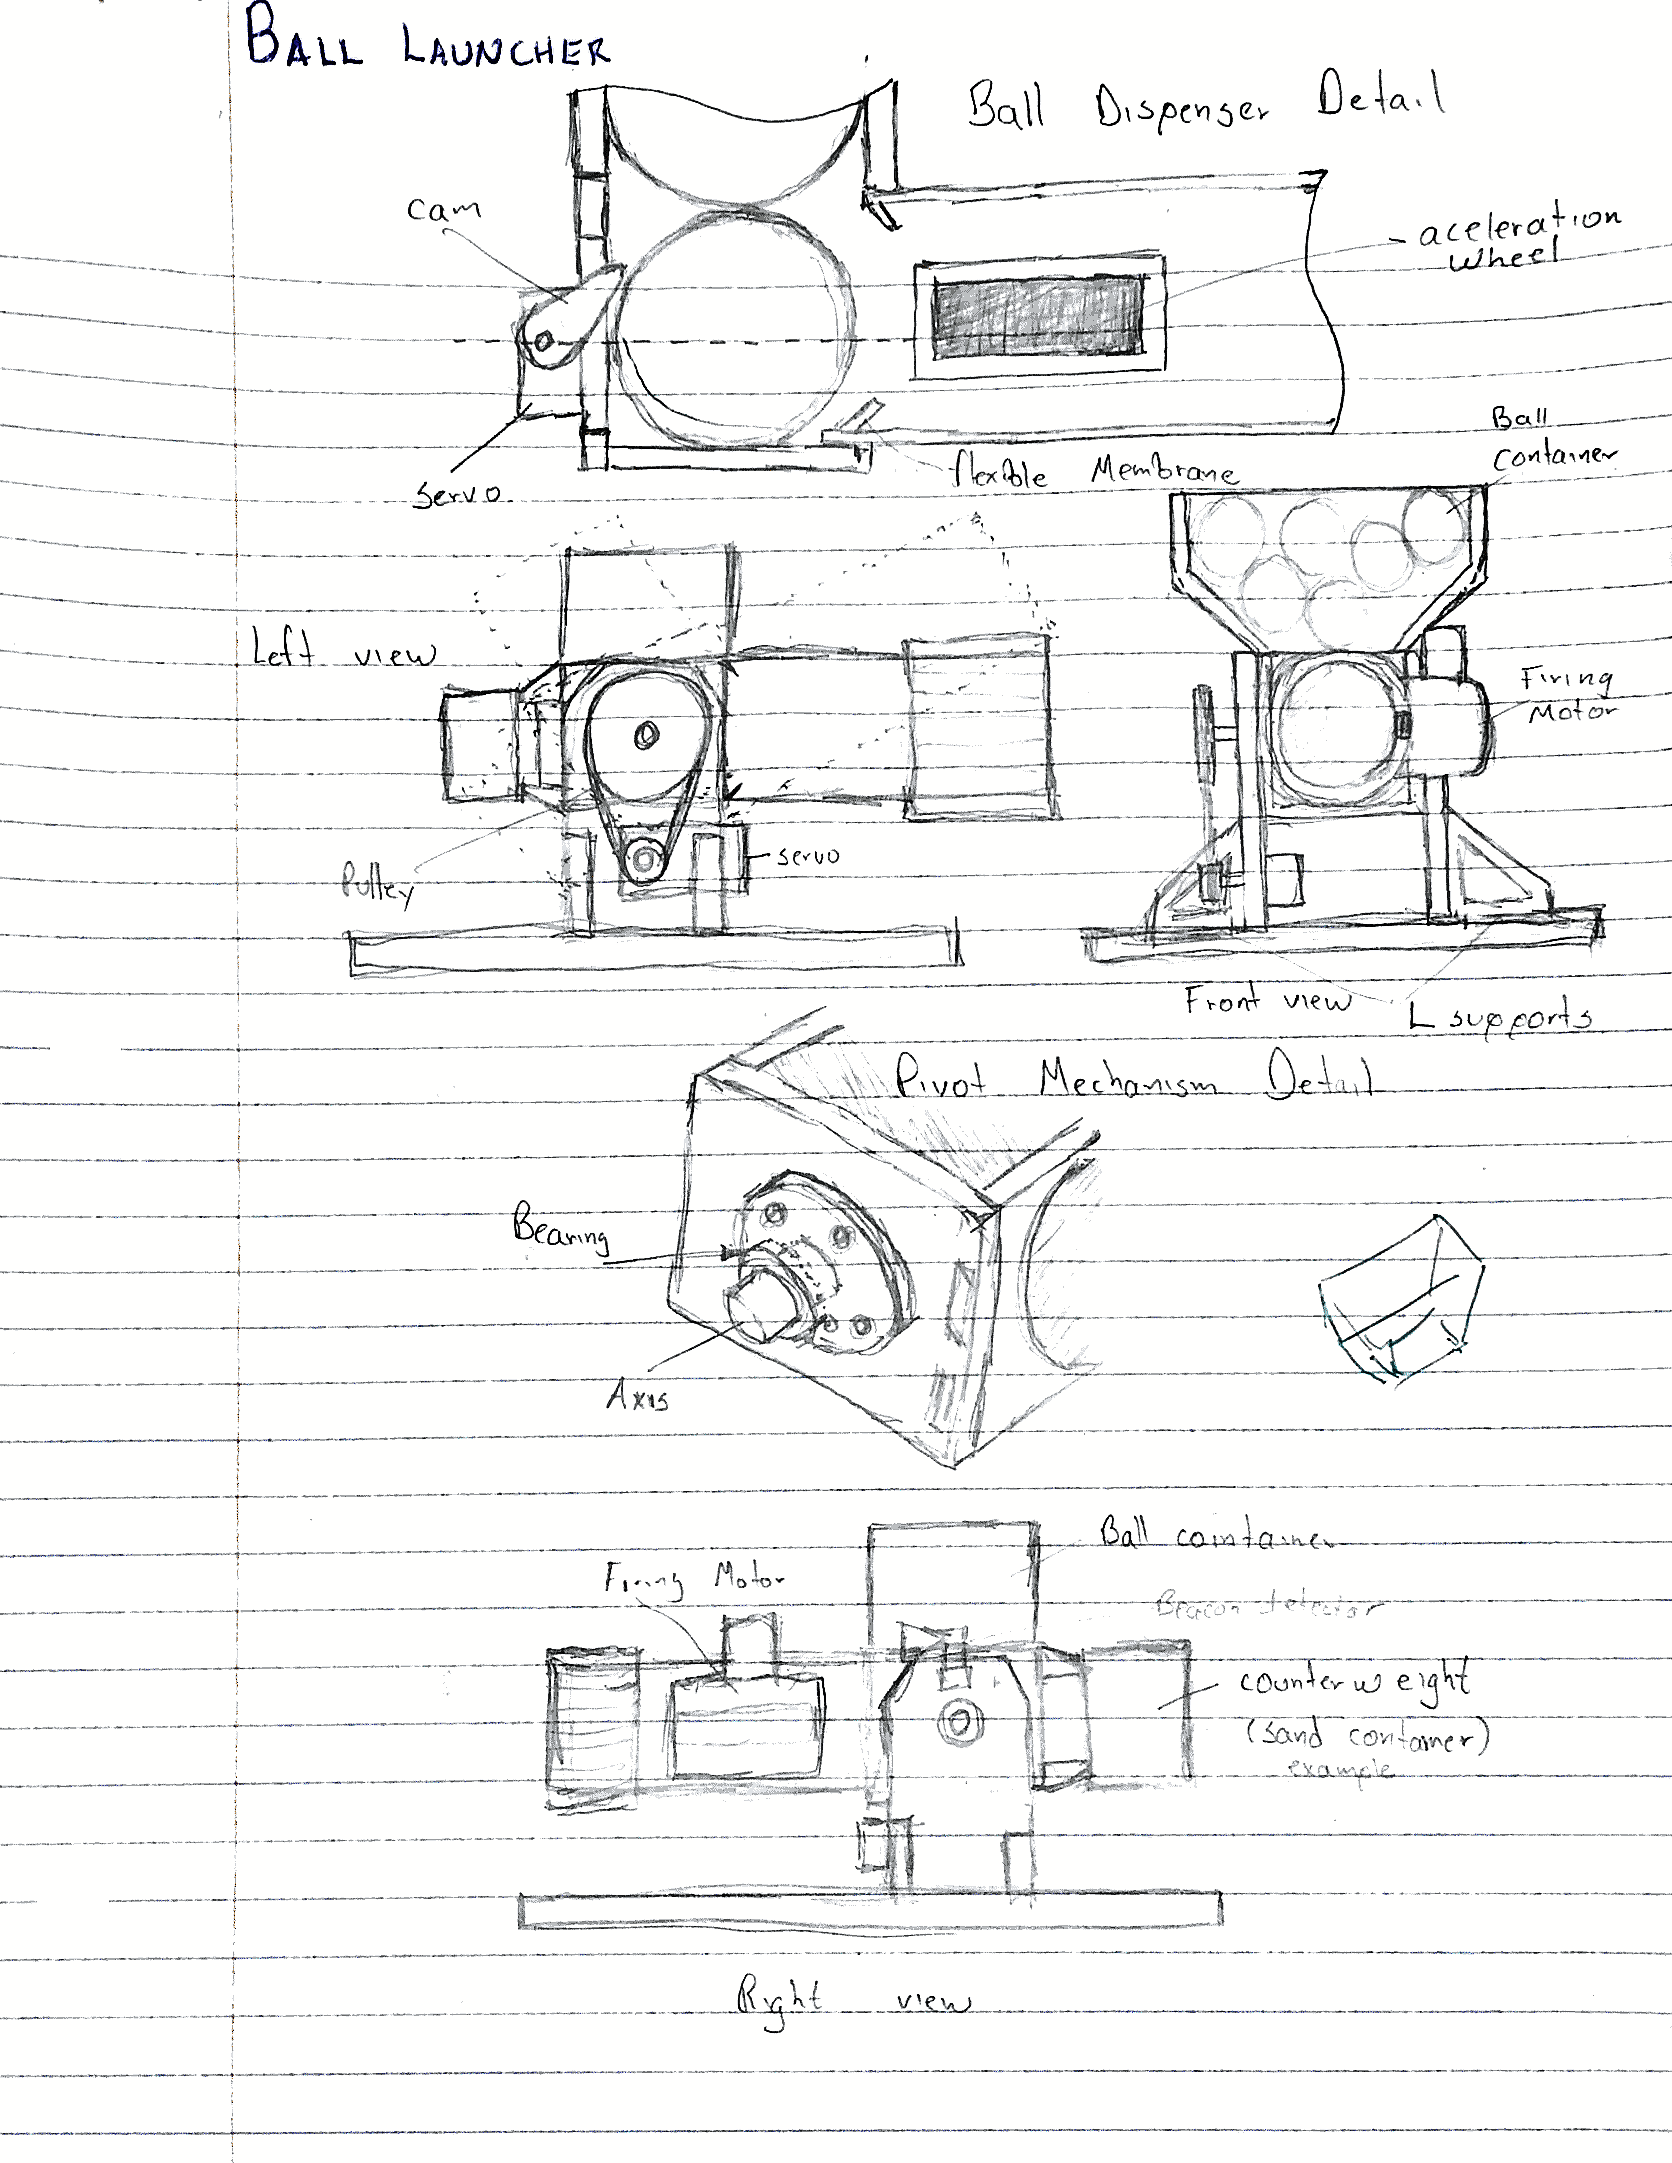 BALL LAUNCHER
Ball Dispenser Detail
Cam
aceleration
wheel
Ball
container
flexible Membrane
servo
Left view
Firing
Motor
servo
Pulley
Front view
L supports
Pivot Mechanism Detail
Bearing
Axis
Ball container
Firing Motor
Beacon detector
counterweight
(sand container)
example
Right view